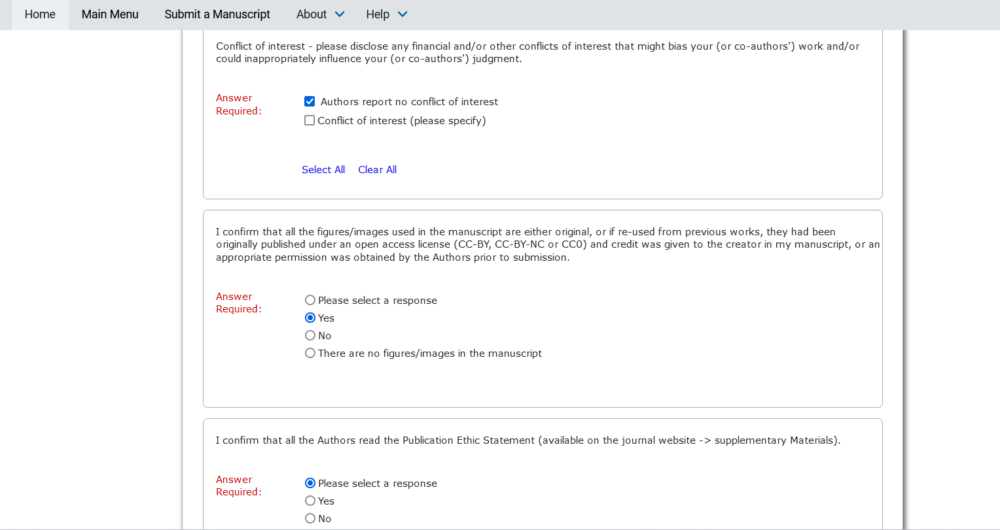 Home Main Menu Submit a Manuscript About Help
Conflict of interest - please disclose any financial and/or other conflicts of interest that might bias your (or co-authors') work and/or
could inappropriately influence your (or co-authors') judgment.
Answer
Required:
Authors report no conflict of interest
Conflict of interest (please specify)
Select All Clear All
I confirm that all the figures/images used in the manuscript are either original, or if re-used from previous works, they had been
originally published under an open access license (CC-BY, CC-BY-NC or CC0) and credit was given to the creator in my manuscript, or an
appropriate permission was obtained by the Authors prior to submission.
Answer
Required:
Please select a response
Yes
No
There are no figures/images in the manuscript
I confirm that all the Authors read the Publication Ethic Statement (available on the journal website -> supplementary Materials).
Answer
Required:
Please select a response
Yes
No